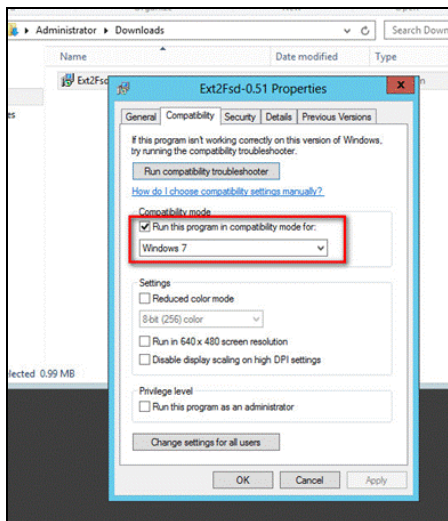 Administrator ▸ Downloads
Search Down
Name
Date modified
Type
Ext2Fsd
Ext2Fsd-0.51 Properties
General
Compatibility
Security
Details
Previous Versions
If this program isn't working correctly on this version of Windows,
try running the compatibility troubleshooter.
Run compatibility troubleshooter
How do I choose compatibility settings manually?
Compatibility mode
Run this program in compatibility mode for:
Windows 7
Settings
Reduced color mode
8-bit (256) color
Run in 640 x 480 screen resolution
Disable display scaling on high DPI settings
lected 0.99 MB
Privilege level
Run this program as an administrator
Change settings for all users
OK
Cancel
Apply